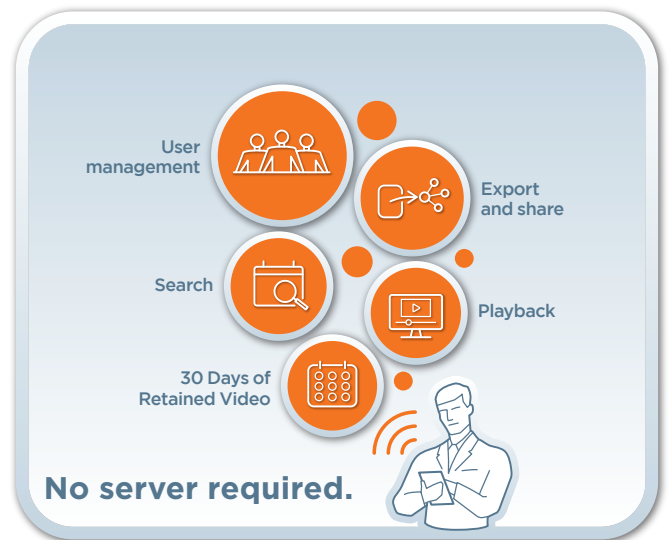 User
management
Export
and share
Search
Playback
30 Days of
Retained Video
No server required.